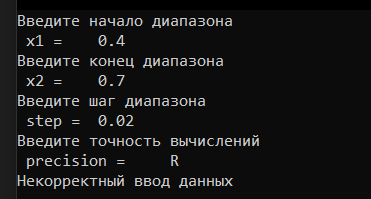 Введите начало диапазона
x1 =    0.4
Введите конец диапазона
x2 =    0.7
Введите шаг диапазона
step =  0.02
Введите точность вычислений
precision =     R
Некорректный ввод данных